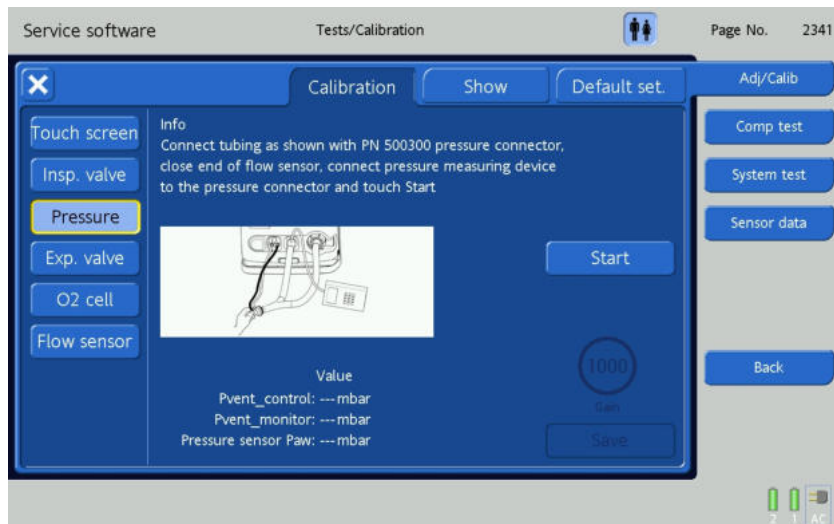 Service software
Tests/Calibration
Page No. 2341
Calibration
Show
Default set.
Adj/Calib
Touch screen
Insp. valve
Pressure
Exp. valve
O2 cell
Flow sensor
Info
Connect tubing as shown with PN 500300 pressure connector,
close end of flow sensor, connect pressure measuring device
to the pressure connector and touch Start
Start
Value
Pvent_control: ---mbar
Pvent_monitor: ---mbar
Pressure sensor Paw: ---mbar
1000
Gain
Save
Comp test
System test
Sensor data
Back
2 1 AC